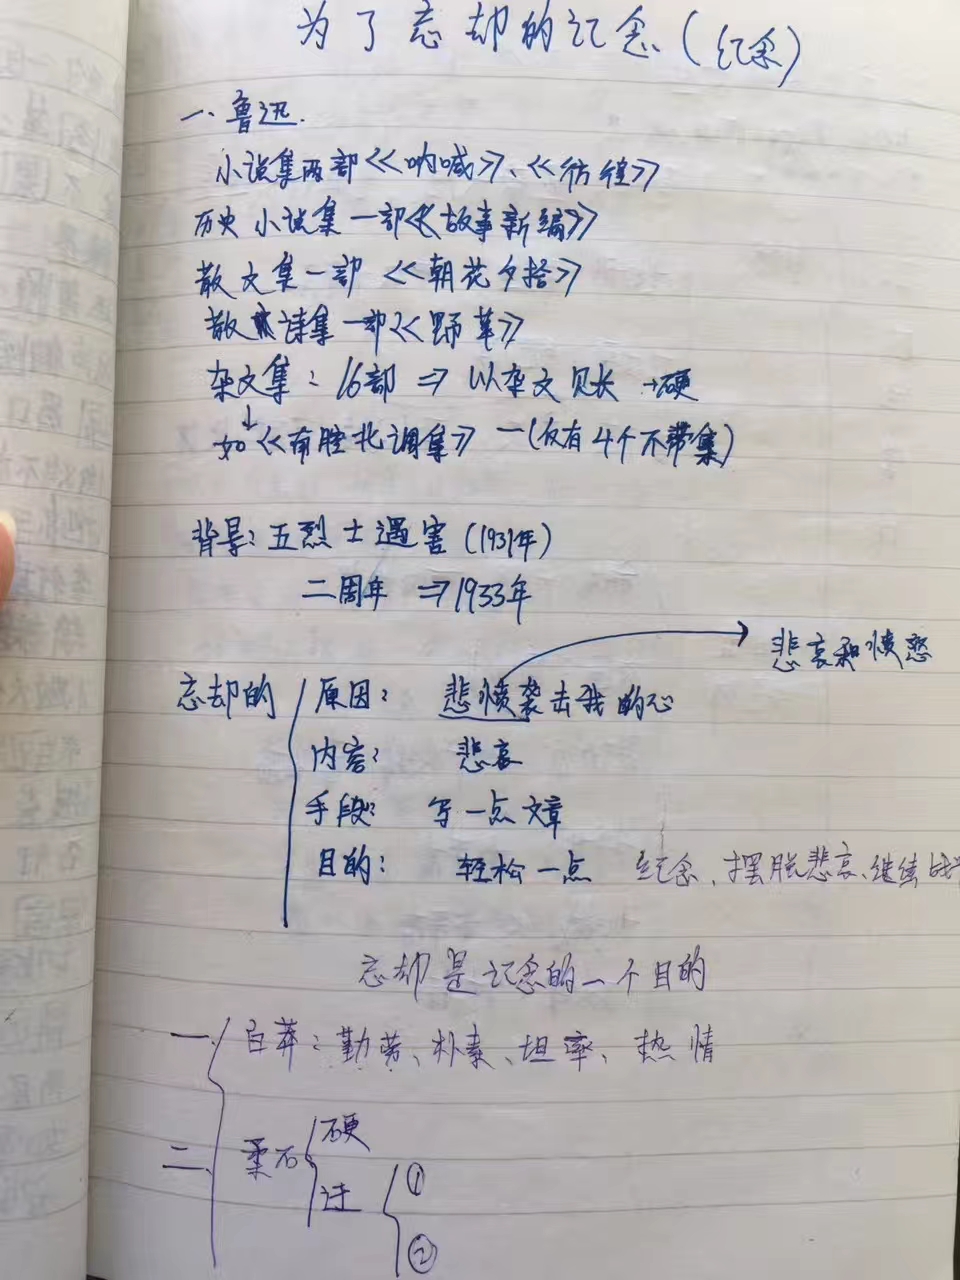 为了忘却的记念(纪念)
一、鲁迅.
小说集两部<<呐喊>>、<<彷徨>>
历史小说集一部<<故事新编>>
散文集一部<<朝花夕拾>>
散文诗集一部<<野草>>
杂文集：16部 ⇒ 以杂文见长 →硬
↓
如<<南腔北调集>> —(仅有4个不带集)
背景：五烈士遇害(1931年)
二周年 ⇒1933年
悲哀和愤怒
忘却的
原因： 悲愤袭击我的心
内容： 悲哀
手段： 写一点文章
目的： 轻松一点 纪念、摆脱悲哀、继续战
忘却是记念的一个目的
一 白莽：勤劳、朴素、坦率、热情
二 柔石 硬
迂 ①
②